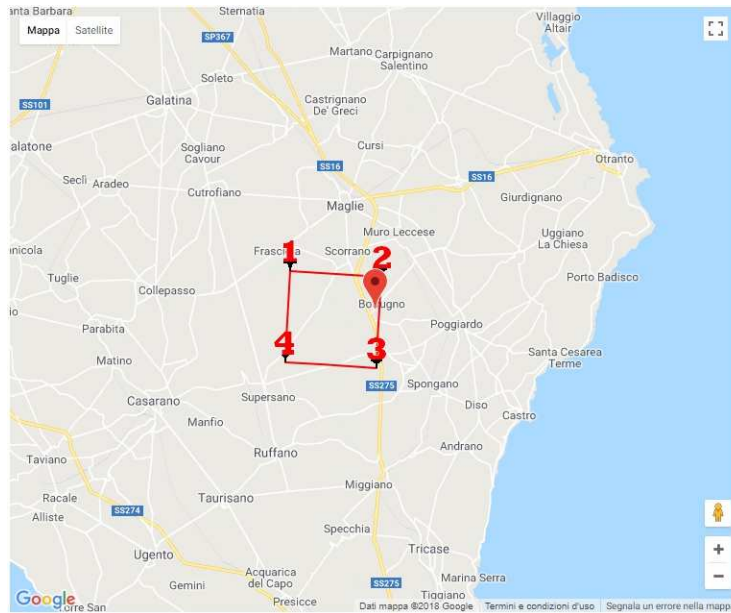 anta Barbara
Sternatia
Villaggio
Altair
Mappa Satellite
SP367
Martano
Carpignano
Salentino
Soleto
SS101
Galatina
Castrignano
De' Greci
alatone
Sogliano
Cavour
SS16
Cursi
Otranto
Seclì
Aradeo
Cutrofiano
SS16
Giurdignano
Maglie
Muro Leccese
Uggiano
La Chiesa
nicola
1
Scorrano
2
Tuglie
Collepasso
Porto Badisco
Parabita
Poggiardo
Matino
4
3
Santa Cesarea
Terme
SS275
Spongano
Casarano
Supersano
Diso
Castro
Manfio
Andrano
Taviano
Ruffano
Racale
Miggiano
Alliste
SS274
Taurisano
Specchia
Ugento
Tricase
Acquarica
del Capo
Marina Serra
Gemini
SS275
Presicce
Tiggiano
Google
Torre San
Dati mappa ©2018 Google
Termini e condizioni d'uso
Segnala un errore nella mapp